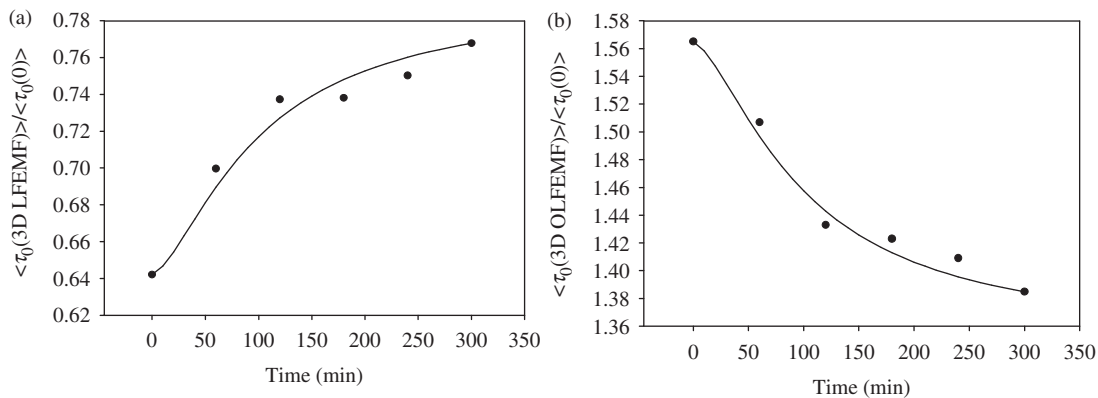 (a)
0.78
0.76
0.74
0.72
0.70
0.68
0.66
0.64
0.62
<τ0(3D LFEMF)>/<τ0(0)>
0 50 100 150 200 250 300 350
Time (min)
(b)
1.58
1.56
1.54
1.52
1.50
1.48
1.46
1.44
1.42
1.40
1.38
1.36
<τ0(3D OLFEMF)>/<τ0(0)>
0 50 100 150 200 250 300 350
Time (min)